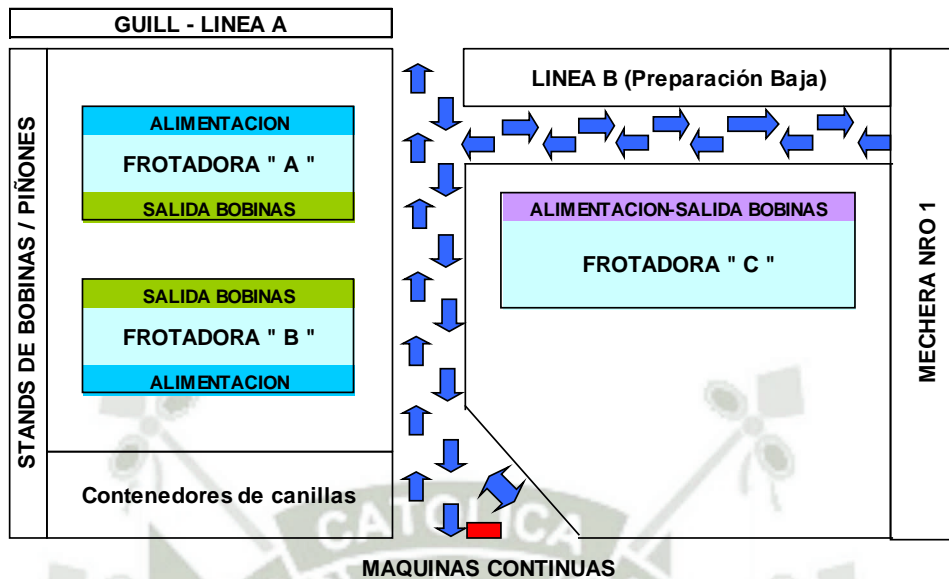 GUILL - LINEA A
STANDS DE BOBINAS / PIÑONES
ALIMENTACION
FROTADORA " A "
SALIDA BOBINAS
SALIDA BOBINAS
FROTADORA " B "
ALIMENTACION
Contenedores de canillas
LINEA B (Preparación Baja)
ALIMENTACION-SALIDA BOBINAS
FROTADORA " C "
MECHERA NRO 1
CATOLICA
MAQUINAS CONTINUAS